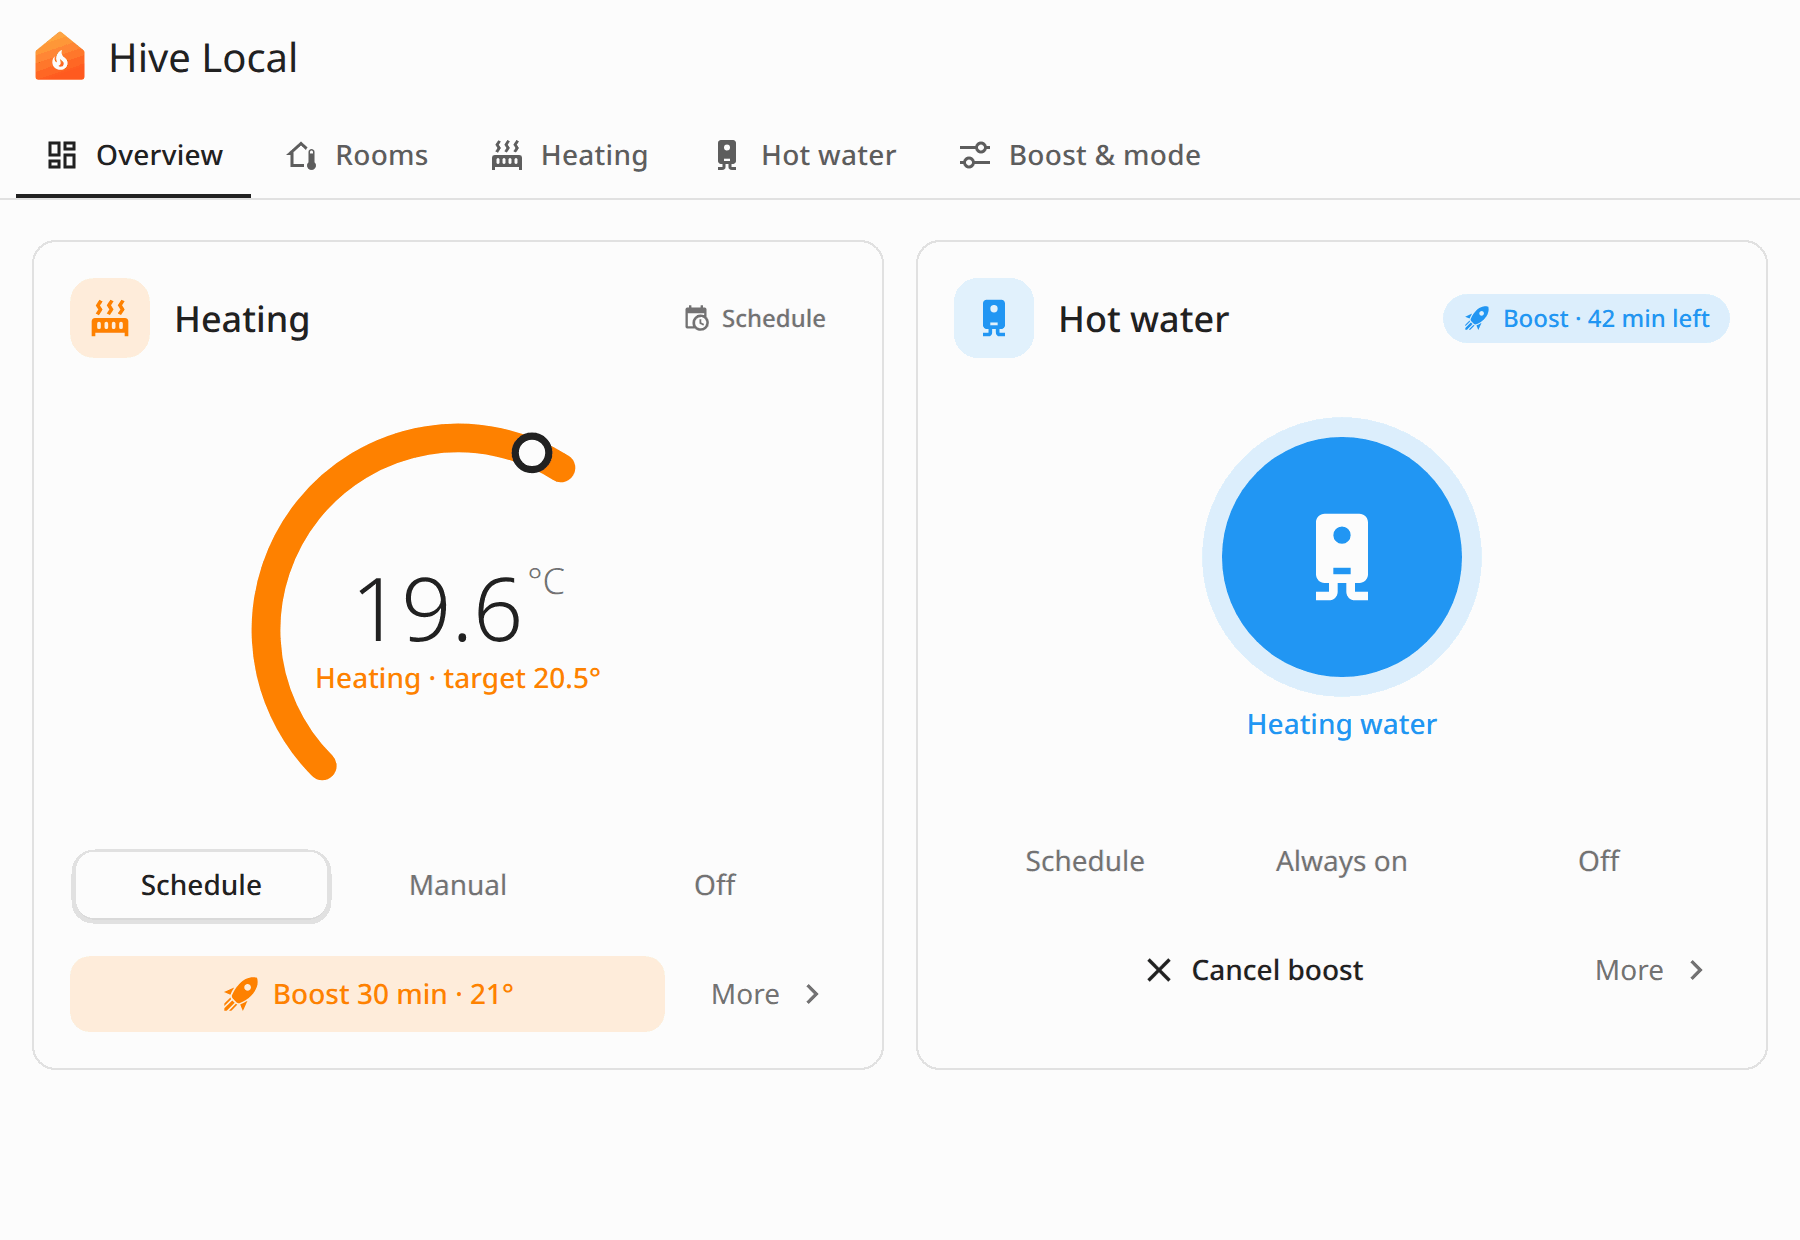 Hive Local
Overview
Rooms
Heating
Hot water
Boost & mode
Heating
Schedule
19.6 °C
Heating · target 20.5°
Schedule
Manual
Off
Boost 30 min · 21°
More
Hot water
Boost · 42 min left
Heating water
Schedule
Always on
Off
Cancel boost
More